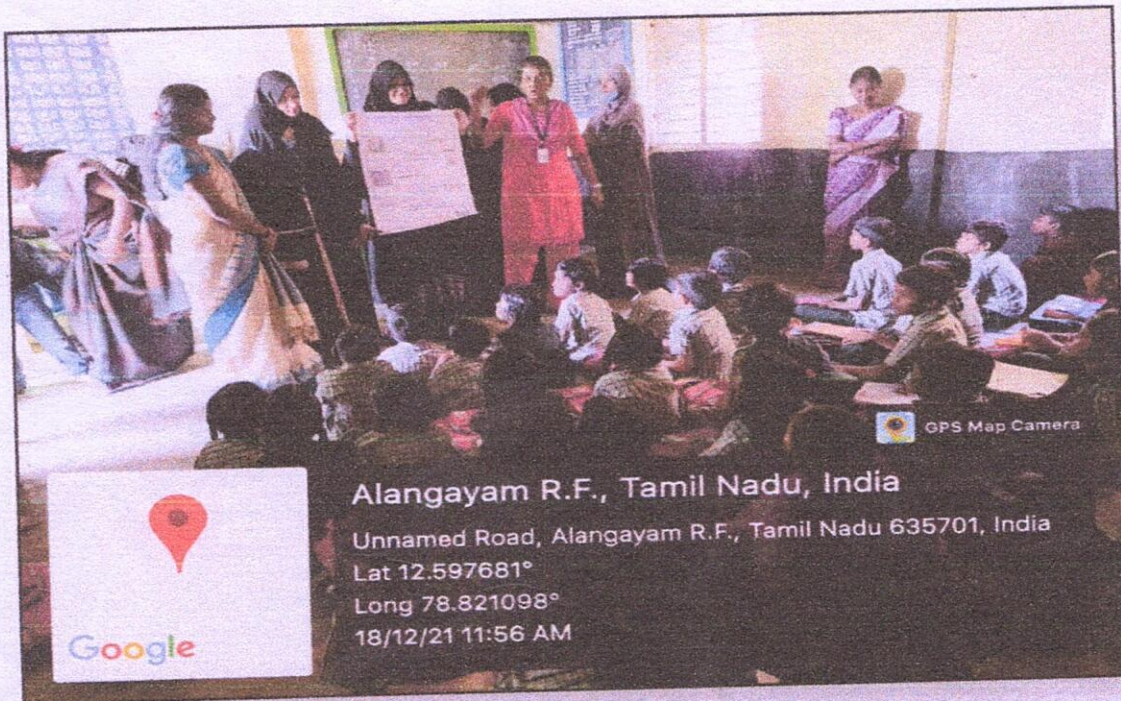 GPS Map Camera
Alangayam R.F., Tamil Nadu, India
Unnamed Road, Alangayam R.F., Tamil Nadu 635701, India
Lat 12.597681°
Long 78.821098°
18/12/21 11:56 AM
Google